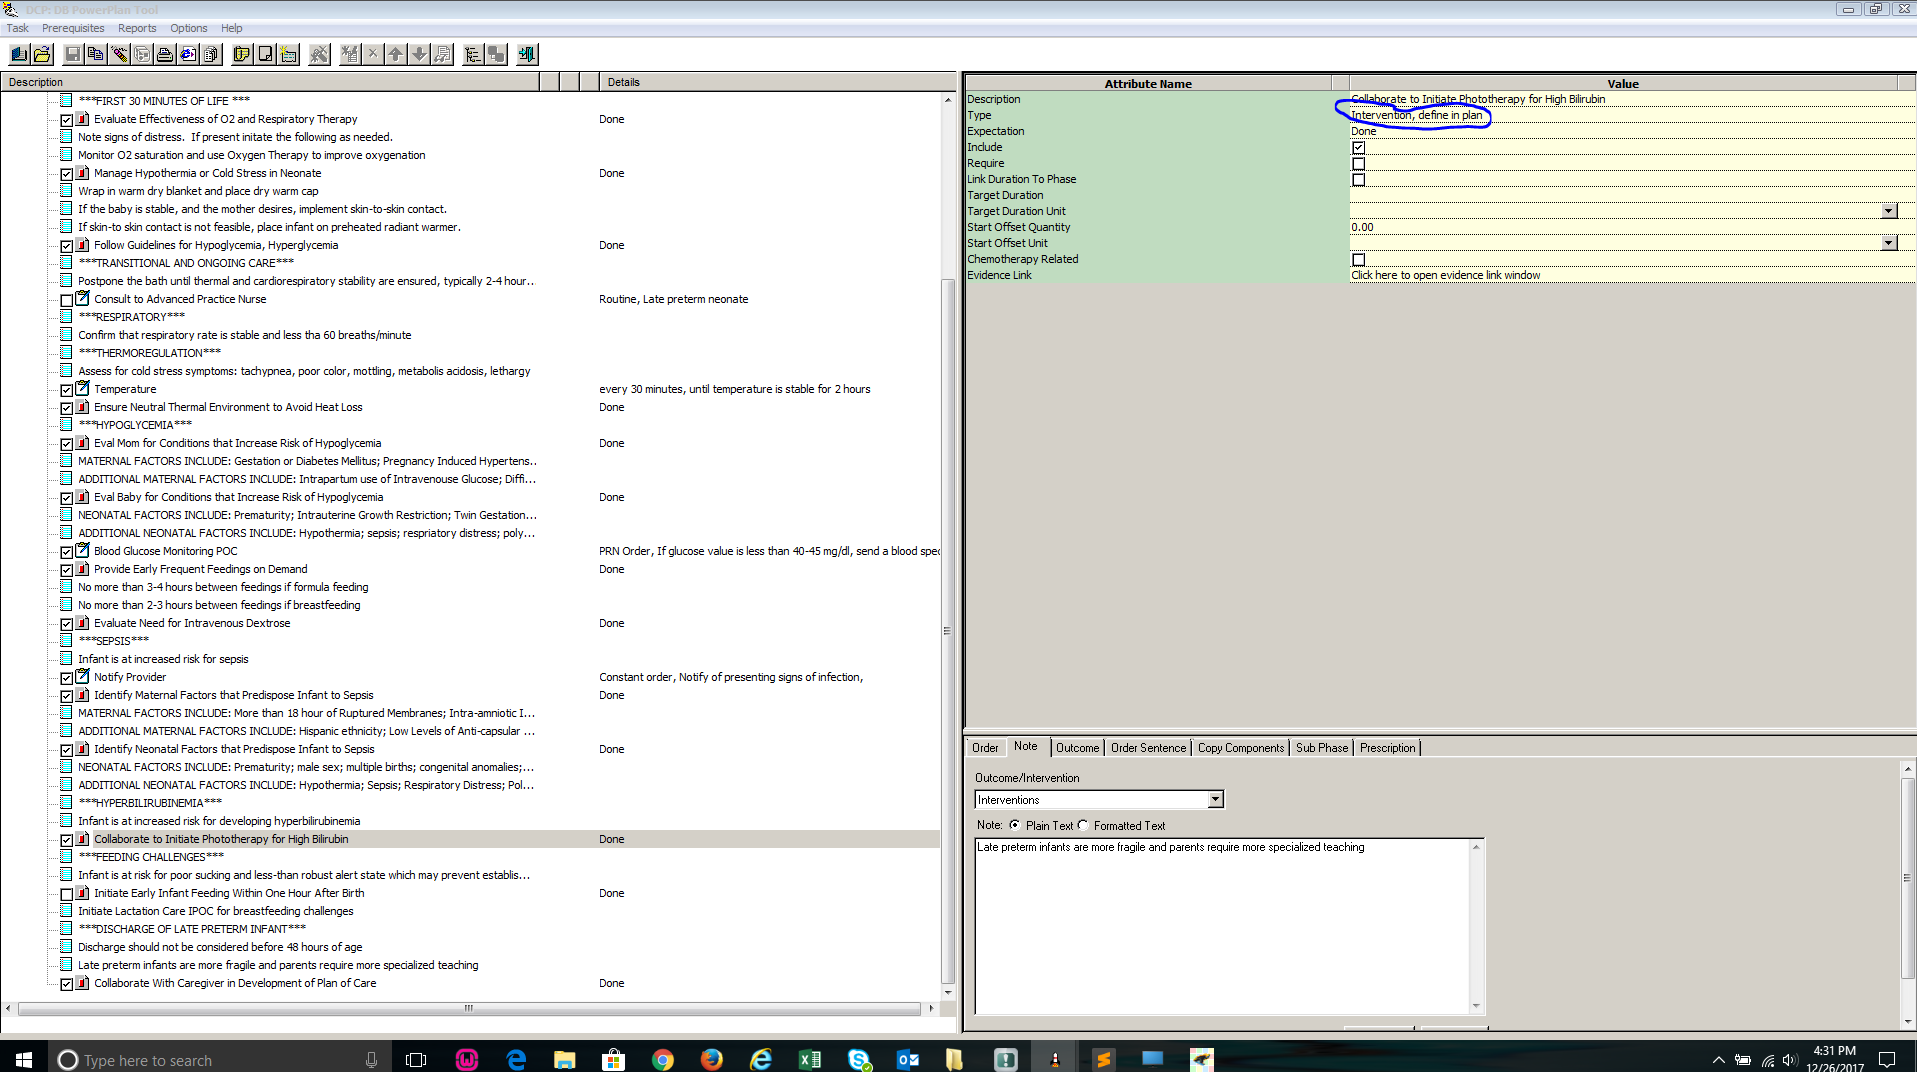 DCP: DB PowerPlan Tool
Task Prerequisites Reports Options Help
Description Details
***FIRST 30 MINUTES OF LIFE ***
Evaluate Effectiveness of O2 and Respiratory Therapy Done
Note signs of distress.  If present initate the following as needed.
Monitor O2 saturation and use Oxygen Therapy to improve oxygenation
Manage Hypothermia or Cold Stress in Neonate Done
Wrap in warm dry blanket and place dry warm cap
If the baby is stable, and the mother desires, implement skin-to-skin contact.
If skin-to skin contact is not feasible, place infant on preheated radiant warmer.
Follow Guidelines for Hypoglycemia, Hyperglycemia Done
***TRANSITIONAL AND ONGOING CARE***
Postpone the bath until thermal and cardiorespiratory stability are ensured, typically 2-4 hour...
Consult to Advanced Practice Nurse Routine, Late preterm neonate
***RESPIRATORY***
Confirm that respiratory rate is stable and less tha 60 breaths/minute
***THERMOREGULATION***
Assess for cold stress symptoms: tachypnea, poor color, mottling, metabolis acidosis, lethargy
Temperature every 30 minutes, until temperature is stable for 2 hours
Ensure Neutral Thermal Environment to Avoid Heat Loss Done
***HYPOGLYCEMIA***
Eval Mom for Conditions that Increase Risk of Hypoglycemia Done
MATERNAL FACTORS INCLUDE: Gestation or Diabetes Mellitus; Pregnancy Induced Hypertens..
ADDITIONAL MATERNAL FACTORS INCLUDE: Intrapartum use of Intravenouse Glucose; Diffi...
Eval Baby for Conditions that Increase Risk of Hypoglycemia Done
NEONATAL FACTORS INCLUDE: Prematurity; Intrauterine Growth Restriction; Twin Gestation...
ADDITIONAL NEONATAL FACTORS INCLUDE: Hypothermia; sepsis; respriatory distress; poly...
Blood Glucose Monitoring POC PRN Order, If glucose value is less than 40-45 mg/dl, send a blood spec
Provide Early Frequent Feedings on Demand Done
No more than 3-4 hours between feedings if formula feeding
No more than 2-3 hours between feedings if breastfeeding
Evaluate Need for Intravenous Dextrose Done
***SEPSIS***
Infant is at increased risk for sepsis
Notify Provider Constant order, Notify of presenting signs of infection,
Identify Maternal Factors that Predispose Infant to Sepsis Done
MATERNAL FACTORS INCLUDE: More than 18 hour of Ruptured Membranes; Intra-amniotic I...
ADDITIONAL MATERNAL FACTORS INCLUDE: Hispanic ethnicity; Low Levels of Anti-capsular ...
Identify Neonatal Factors that Predispose Infant to Sepsis Done
NEONATAL FACTORS INCLUDE: Prematurity; male sex; multiple births; congenital anomalies;...
ADDITIONAL NEONATAL FACTORS INCLUDE: Hypothermia; Sepsis; Respiratory Distress; Pol...
***HYPERBILIRUBINEMIA***
Infant is at increased risk for developing hyperbilirubinemia
Collaborate to Initiate Phototherapy for High Bilirubin Done
***FEEDING CHALLENGES***
Infant is at risk for poor sucking and less-than robust alert state which may prevent establis...
Initiate Early Infant Feeding Within One Hour After Birth Done
Initiate Lactation Care IPOC for breastfeeding challenges
***DISCHARGE OF LATE PRETERM INFANT***
Discharge should not be considered before 48 hours of age
Late preterm infants are more fragile and parents require more specialized teaching
Collaborate With Caregiver in Development of Plan of Care Done
Attribute Name Value
Description Collaborate to Initiate Phototherapy for High Bilirubin
Type Intervention, define in plan
Expectation Done
Include
Require
Link Duration To Phase
Target Duration
Target Duration Unit
Start Offset Quantity 0.00
Start Offset Unit
Chemotherapy Related
Evidence Link Click here to open evidence link window
Order Note Outcome Order Sentence Copy Components Sub Phase Prescription
Outcome/Intervention
Interventions
Note: Plain Text Formatted Text
Late preterm infants are more fragile and parents require more specialized teaching
Type here to search
4:31 PM
12/26/2017